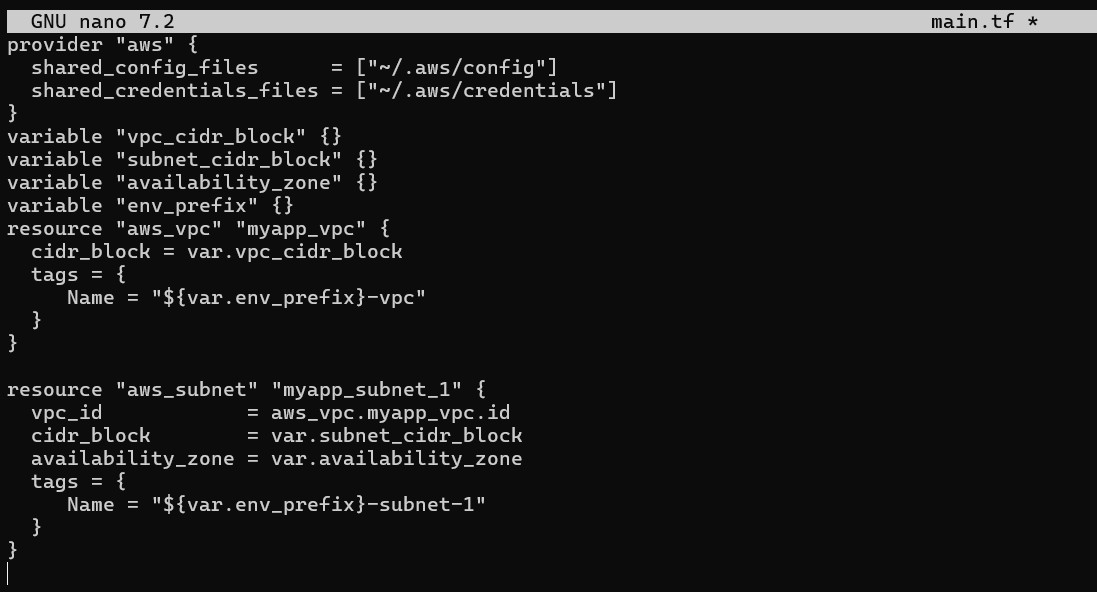 GNU nano 7.2 main.tf *
provider "aws" {
  shared_config_files      = ["~/.aws/config"]
  shared_credentials_files = ["~/.aws/credentials"]
}
variable "vpc_cidr_block" {}
variable "subnet_cidr_block" {}
variable "availability_zone" {}
variable "env_prefix" {}
resource "aws_vpc" "myapp_vpc" {
  cidr_block = var.vpc_cidr_block
  tags = {
     Name = "${var.env_prefix}-vpc"
  }
}

resource "aws_subnet" "myapp_subnet_1" {
  vpc_id            = aws_vpc.myapp_vpc.id
  cidr_block        = var.subnet_cidr_block
  availability_zone = var.availability_zone
  tags = {
     Name = "${var.env_prefix}-subnet-1"
  }
}